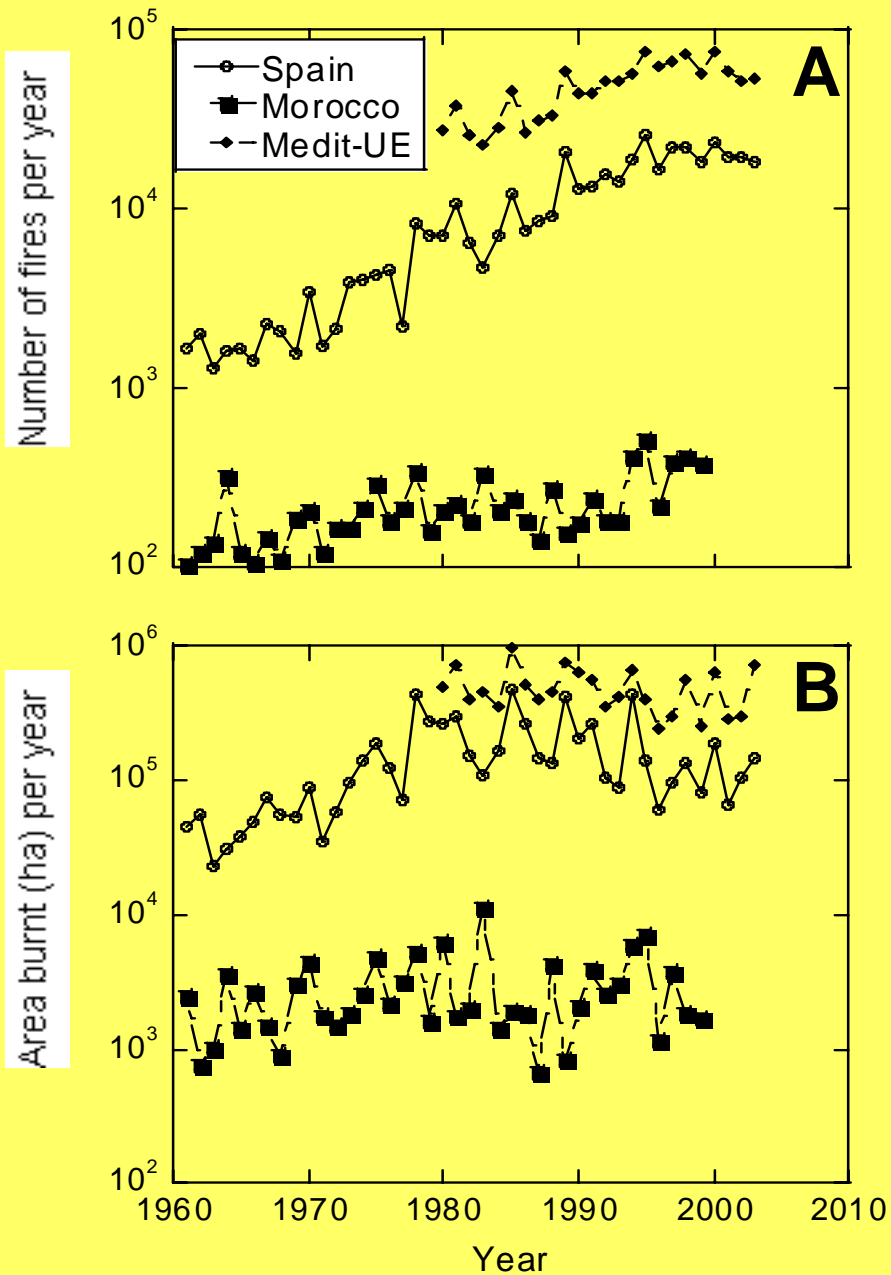 Number of fires per year
10^5
10^4
10^3
10^2
Spain
Morocco
Medit-UE
A
Area burnt (ha) per year
10^6
10^5
10^4
10^3
10^2
B
1960 1970 1980 1990 2000 2010
Year